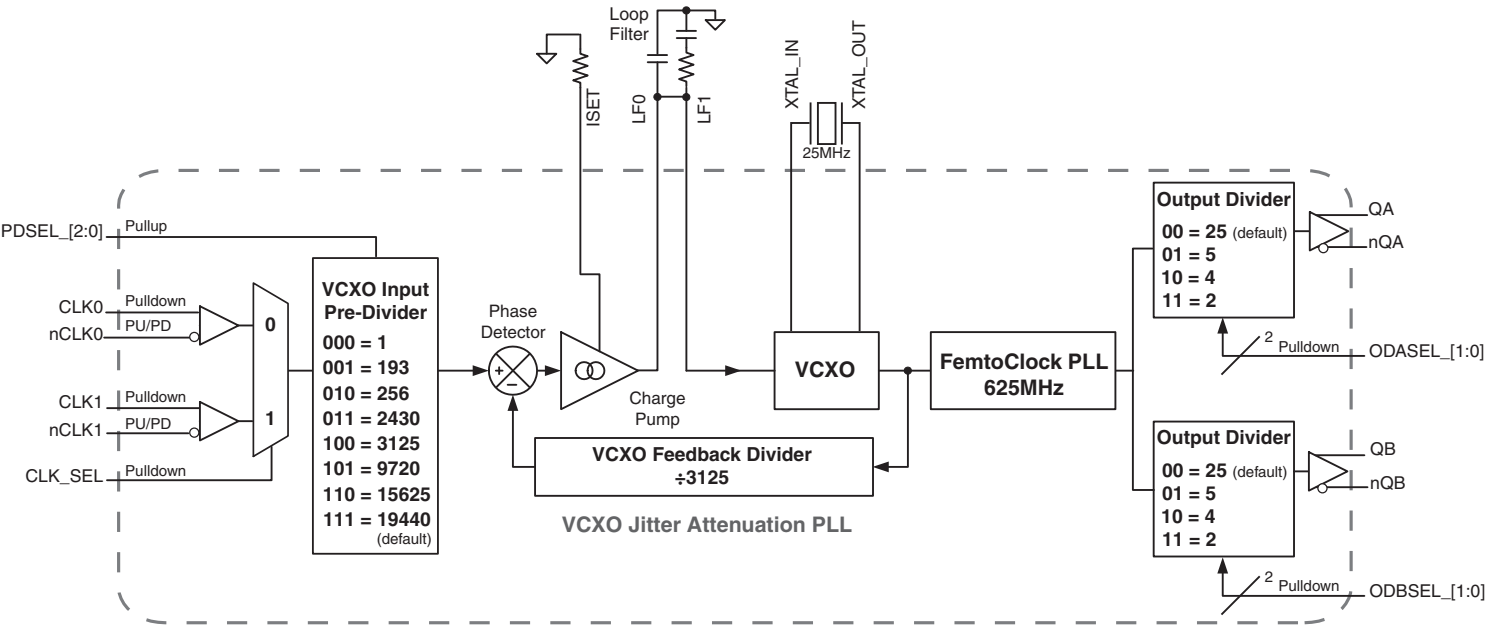 Loop
Filter
ISET
LF0
LF1
XTAL_IN
XTAL_OUT
25MHz
PDSEL_[2:0]
Pullup
CLK0
Pulldown
nCLK0
PU/PD
CLK1
Pulldown
nCLK1
PU/PD
CLK_SEL
Pulldown
0
1
VCXO Input
Pre-Divider
000 = 1
001 = 193
010 = 256
011 = 2430
100 = 3125
101 = 9720
110 = 15625
111 = 19440
(default)
Phase
Detector
+
−
Charge
Pump
VCXO
VCXO Feedback Divider
÷3125
VCXO Jitter Attenuation PLL
FemtoClock PLL
625MHz
Output Divider
00 = 25 (default)
01 = 5
10 = 4
11 = 2
QA
nQA
2
Pulldown
ODASEL_[1:0]
Output Divider
00 = 25 (default)
01 = 5
10 = 4
11 = 2
QB
nQB
2
Pulldown
ODBSEL_[1:0]